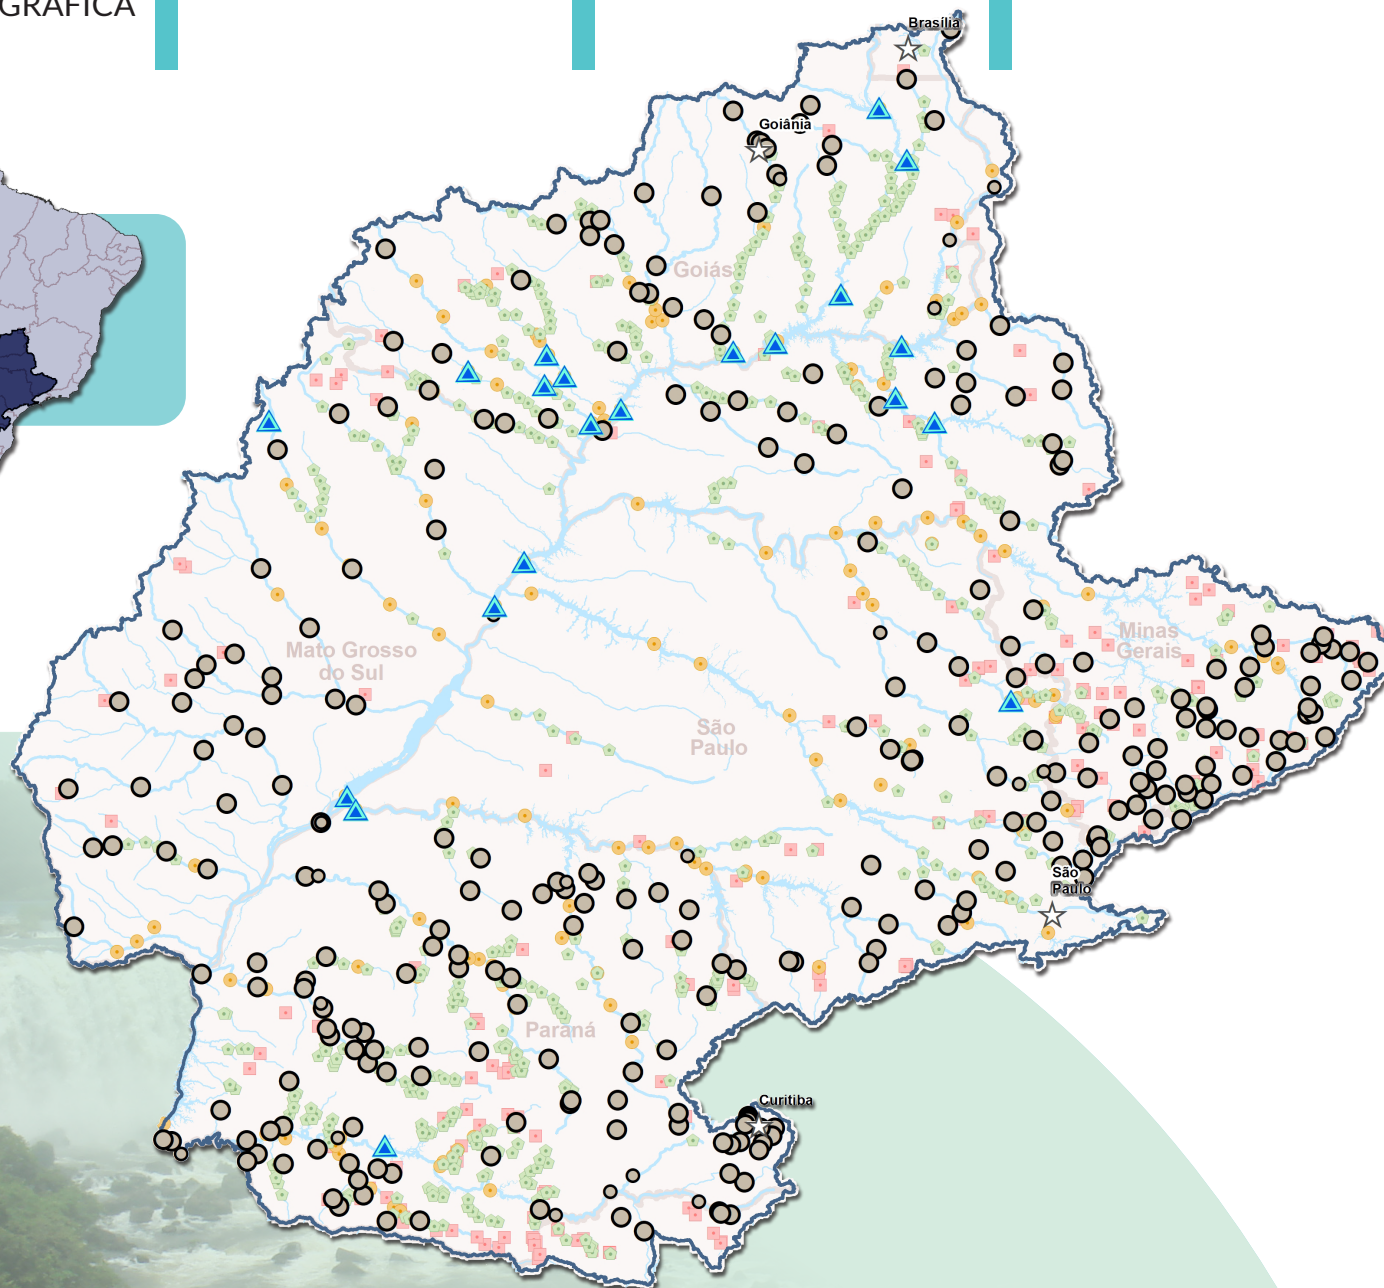 GRÁFICA
Brasília
Goiânia
Goiás
Mato Grosso
do Sul
Minas
Gerais
São
Paulo
São
Paulo
Paraná
Curitiba